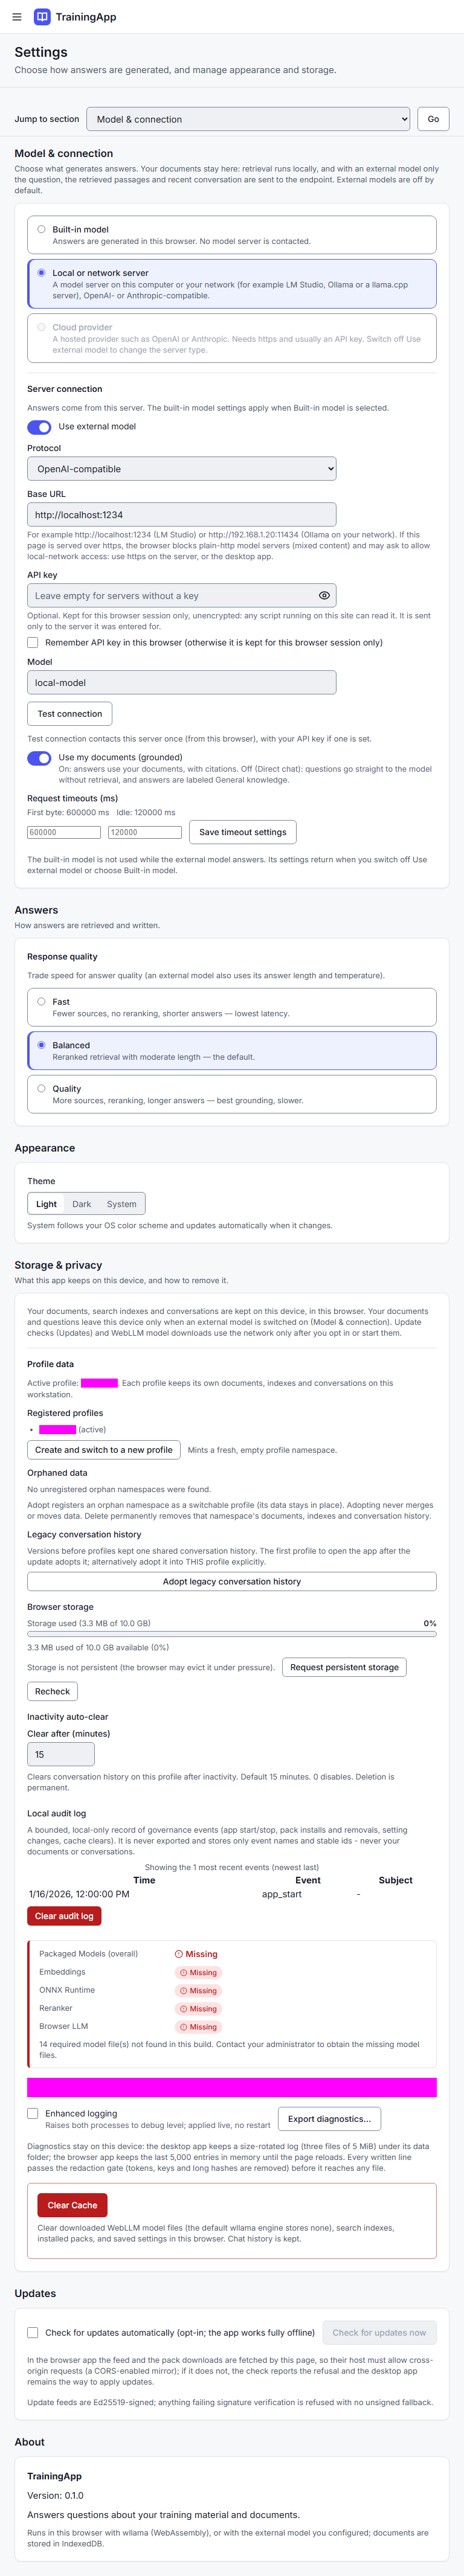 TrainingApp
Settings
Choose how answers are generated, and manage appearance and storage.
Jump to section
Model & connection
Go
Model & connection
Choose what generates answers. Your documents stay here: retrieval runs locally, and with an external model only
the question, the retrieved passages and recent conversation are sent to the endpoint. External models are off by
default.
Built-in model
Answers are generated in this browser. No model server is contacted.
Local or network server
A model server on this computer or your network (for example LM Studio, Ollama or a llama.cpp
server), OpenAI- or Anthropic-compatible.
Cloud provider
A hosted provider such as OpenAI or Anthropic. Needs https and usually an API key. Switch off Use
external model to change the server type.
Server connection
Answers come from this server. The built-in model settings apply when Built-in model is selected.
Use external model
Protocol
OpenAI-compatible
Base URL
http://localhost:1234
For example http://localhost:1234 (LM Studio) or http://192.168.1.20:11434 (Ollama on your network). If this
page is served over https, the browser blocks plain-http model servers (mixed content) and may ask to allow
local-network access: use https on the server, or the desktop app.
API key
Leave empty for servers without a key
Optional. Kept for this browser session only, unencrypted: any script running on this site can read it. It is sent
only to the server it was entered for.
Remember API key in this browser (otherwise it is kept for this browser session only)
Model
local-model
Test connection
Test connection contacts this server once (from this browser), with your API key if one is set.
Use my documents (grounded)
On: answers use your documents, with citations. Off (Direct chat): questions go straight to the model
without retrieval, and answers are labeled General knowledge.
Request timeouts (ms)
First byte: 600000 ms Idle: 120000 ms
600000
120000
Save timeout settings
The built-in model is not used while the external model answers. Its settings return when you switch off Use
external model or choose Built-in model.
Answers
How answers are retrieved and written.
Response quality
Trade speed for answer quality (an external model also uses its answer length and temperature).
Fast
Fewer sources, no reranking, shorter answers — lowest latency.
Balanced
Reranked retrieval with moderate length — the default.
Quality
More sources, reranking, longer answers — best grounding, slower.
Appearance
Theme
Light Dark System
System follows your OS color scheme and updates automatically when it changes.
Storage & privacy
What this app keeps on this device, and how to remove it.
Your documents, search indexes and conversations are kept on this device, in this browser. Your documents
and questions leave this device only when an external model is switched on (Model & connection). Update
checks (Updates) and WebLLM model downloads use the network only after you opt in or start them.
Profile data
Active profile: . Each profile keeps its own documents, indexes and conversations on this
workstation.
Registered profiles
• (active)
Create and switch to a new profile
Mints a fresh, empty profile namespace.
Orphaned data
No unregistered orphan namespaces were found.
Adopt registers an orphan namespace as a switchable profile (its data stays in place). Adopting never merges
or moves data. Delete permanently removes that namespace's documents, indexes and conversation history.
Legacy conversation history
Versions before profiles kept one shared conversation history. The first profile to open the app after the
update adopts it; alternatively adopt it into THIS profile explicitly.
Adopt legacy conversation history
Browser storage
Storage used (3.3 MB of 10.0 GB) 0%
3.3 MB used of 10.0 GB available (0%)
Storage is not persistent (the browser may evict it under pressure).
Request persistent storage
Recheck
Inactivity auto-clear
Clear after (minutes)
15
Clears conversation history on this profile after inactivity. Default 15 minutes. 0 disables. Deletion is
permanent.
Local audit log
A bounded, local-only record of governance events (app start/stop, pack installs and removals, setting
changes, cache clears). It is never exported and stores only event names and stable ids - never your
documents or conversations.
Showing the 1 most recent events (newest last)
Time Event Subject
1/16/2026, 12:00:00 PM app_start -
Clear audit log
Packaged Models (overall) Missing
Embeddings Missing
ONNX Runtime Missing
Reranker Missing
Browser LLM Missing
14 required model file(s) not found in this build. Contact your administrator to obtain the missing model
files.
Enhanced logging
Raises both processes to debug level; applied live, no restart
Export diagnostics...
Diagnostics stay on this device: the desktop app keeps a size-rotated log (three files of 5 MiB) under its data
folder; the browser app keeps the last 5,000 entries in memory until the page reloads. Every written line
passes the redaction gate (tokens, keys and long hashes are removed) before it reaches any file.
Clear Cache
Clear downloaded WebLLM model files (the default wllama engine stores none), search indexes,
installed packs, and saved settings in this browser. Chat history is kept.
Updates
Check for updates automatically (opt-in; the app works fully offline)
Check for updates now
In the browser app the feed and the pack downloads are fetched by this page, so their host must allow cross-
origin requests (a CORS-enabled mirror); if it does not, the check reports the refusal and the desktop app
remains the way to apply updates.
Update feeds are Ed25519-signed; anything failing signature verification is refused with no unsigned fallback.
About
TrainingApp
Version: 0.1.0
Answers questions about your training material and documents.
Runs in this browser with wllama (WebAssembly), or with the external model you configured; documents are
stored in IndexedDB.